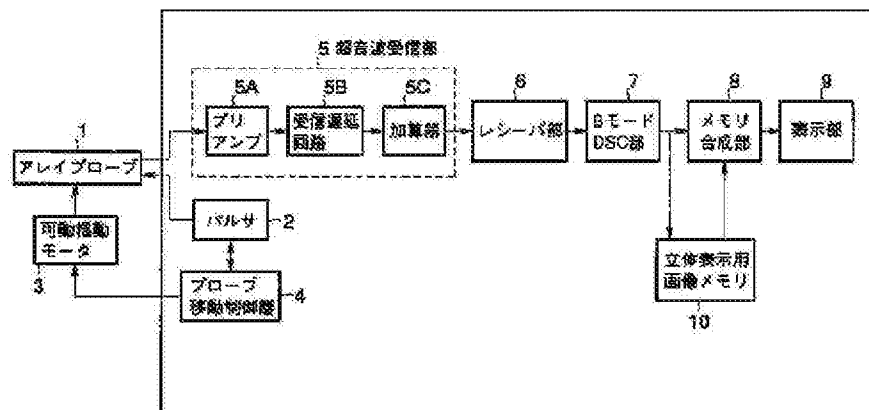 5 超音波受信部
5A
5B
5C
プリ
アンプ
受信遅延
回路
加算部
6
レシーバ部
7
Bモード
DSC部
8
メモリ
合成部
9
表示部
1
アレイプローブ
パルサ
2
可動揺動
モータ
3
プローブ
移動制御器
4
立体表示用
画像メモリ
10